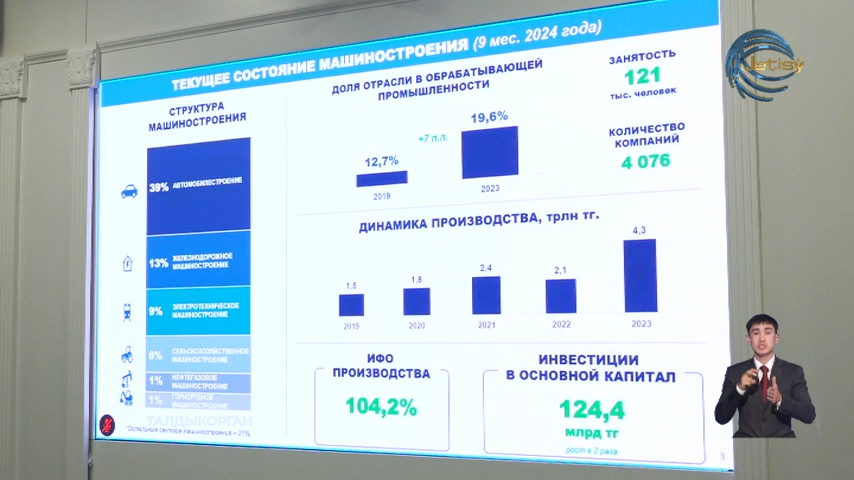 Jetisý
ТЕКУЩЕЕ СОСТОЯНИЕ МАШИНОСТРОЕНИЯ (9 мес. 2024 года)
СТРУКТУРА
МАШИНОСТРОЕНИЯ
39% АВТОМОБИЛЕСТРОЕНИЕ
13% ЖЕЛЕЗНОДОРОЖНОЕ
МАШИНОСТРОЕНИЕ
9% ЭЛЕКТРОТЕХНИЧЕСКОЕ
МАШИНОСТРОЕНИЕ
6% СЕЛЬСКОХОЗЯЙСТВЕННОЕ
МАШИНОСТРОЕНИЕ
1% НЕФТЕГАЗОВОЕ
МАШИНОСТРОЕНИЕ
1% ГОРНОРУДНОЕ
МАШИНОСТРОЕНИЕ
ТАЛДЫКОРГАН
*Остальные сектора машиностроения – 31%
ДОЛЯ ОТРАСЛИ В ОБРАБАТЫВАЮЩЕЙ
ПРОМЫШЛЕННОСТИ
12,7%
+7 п.п.
19,6%
2019
2023
ЗАНЯТОСТЬ
121
тыс. человек
КОЛИЧЕСТВО
КОМПАНИЙ
4 076
ДИНАМИКА ПРОИЗВОДСТВА, трлн тг.
1,5
1,8
2,4
2,1
4,3
2019
2020
2021
2022
2023
ИФО
ПРОИЗВОДСТВА
104,2%
ИНВЕСТИЦИИ
В ОСНОВНОЙ КАПИТАЛ
124,4
млрд тг
рост в 2 раза
3